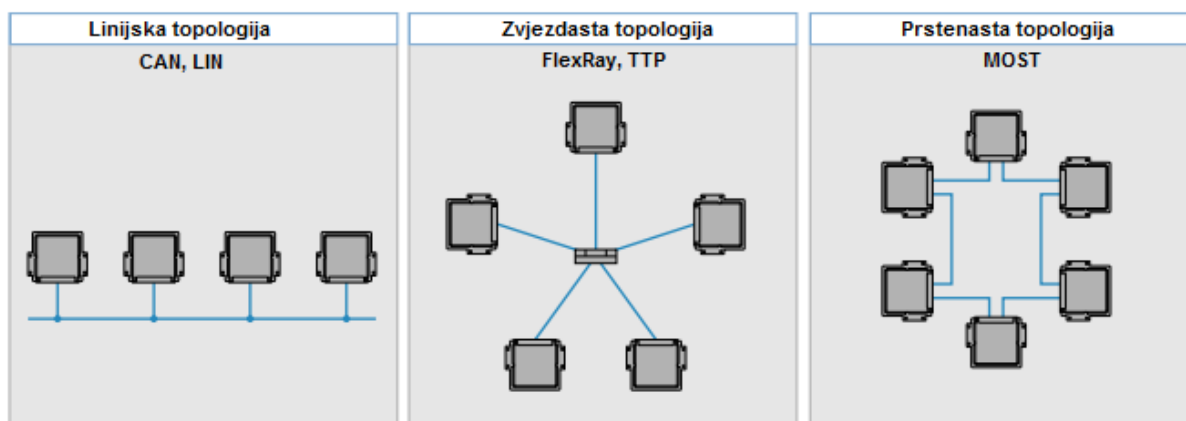 Linijska topologija
CAN, LIN
Zvjezdasta topologija
FlexRay, TTP
Prstenasta topologija
MOST